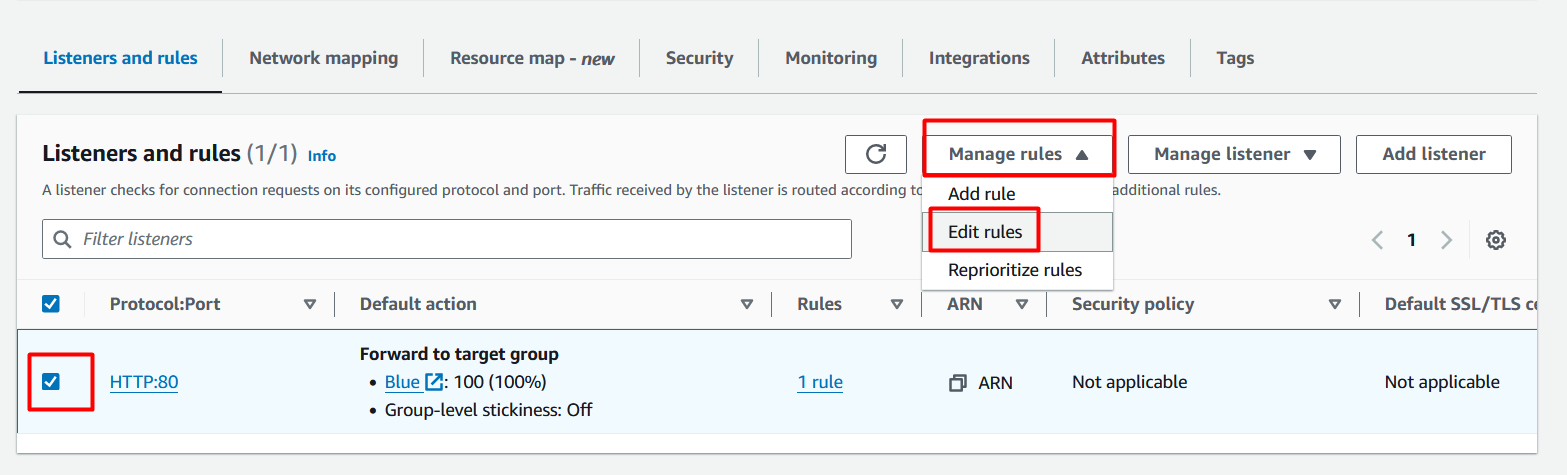 Listeners and rules Network mapping Resource map - new Security Monitoring Integrations Attributes Tags
Listeners and rules (1/1) Info Manage rules Manage listener Add listener
A listener checks for connection requests on its configured protocol and port. Traffic received by the listener is routed according to additional rules.
Add rule
Filter listeners
Edit rules
1
Reprioritize rules
Protocol:Port Default action Rules ARN Security policy Default SSL/TLS
Forward to target group
HTTP:80 • Blue : 100 (100%) 1 rule ARN Not applicable Not applicable
• Group-level stickiness: Off